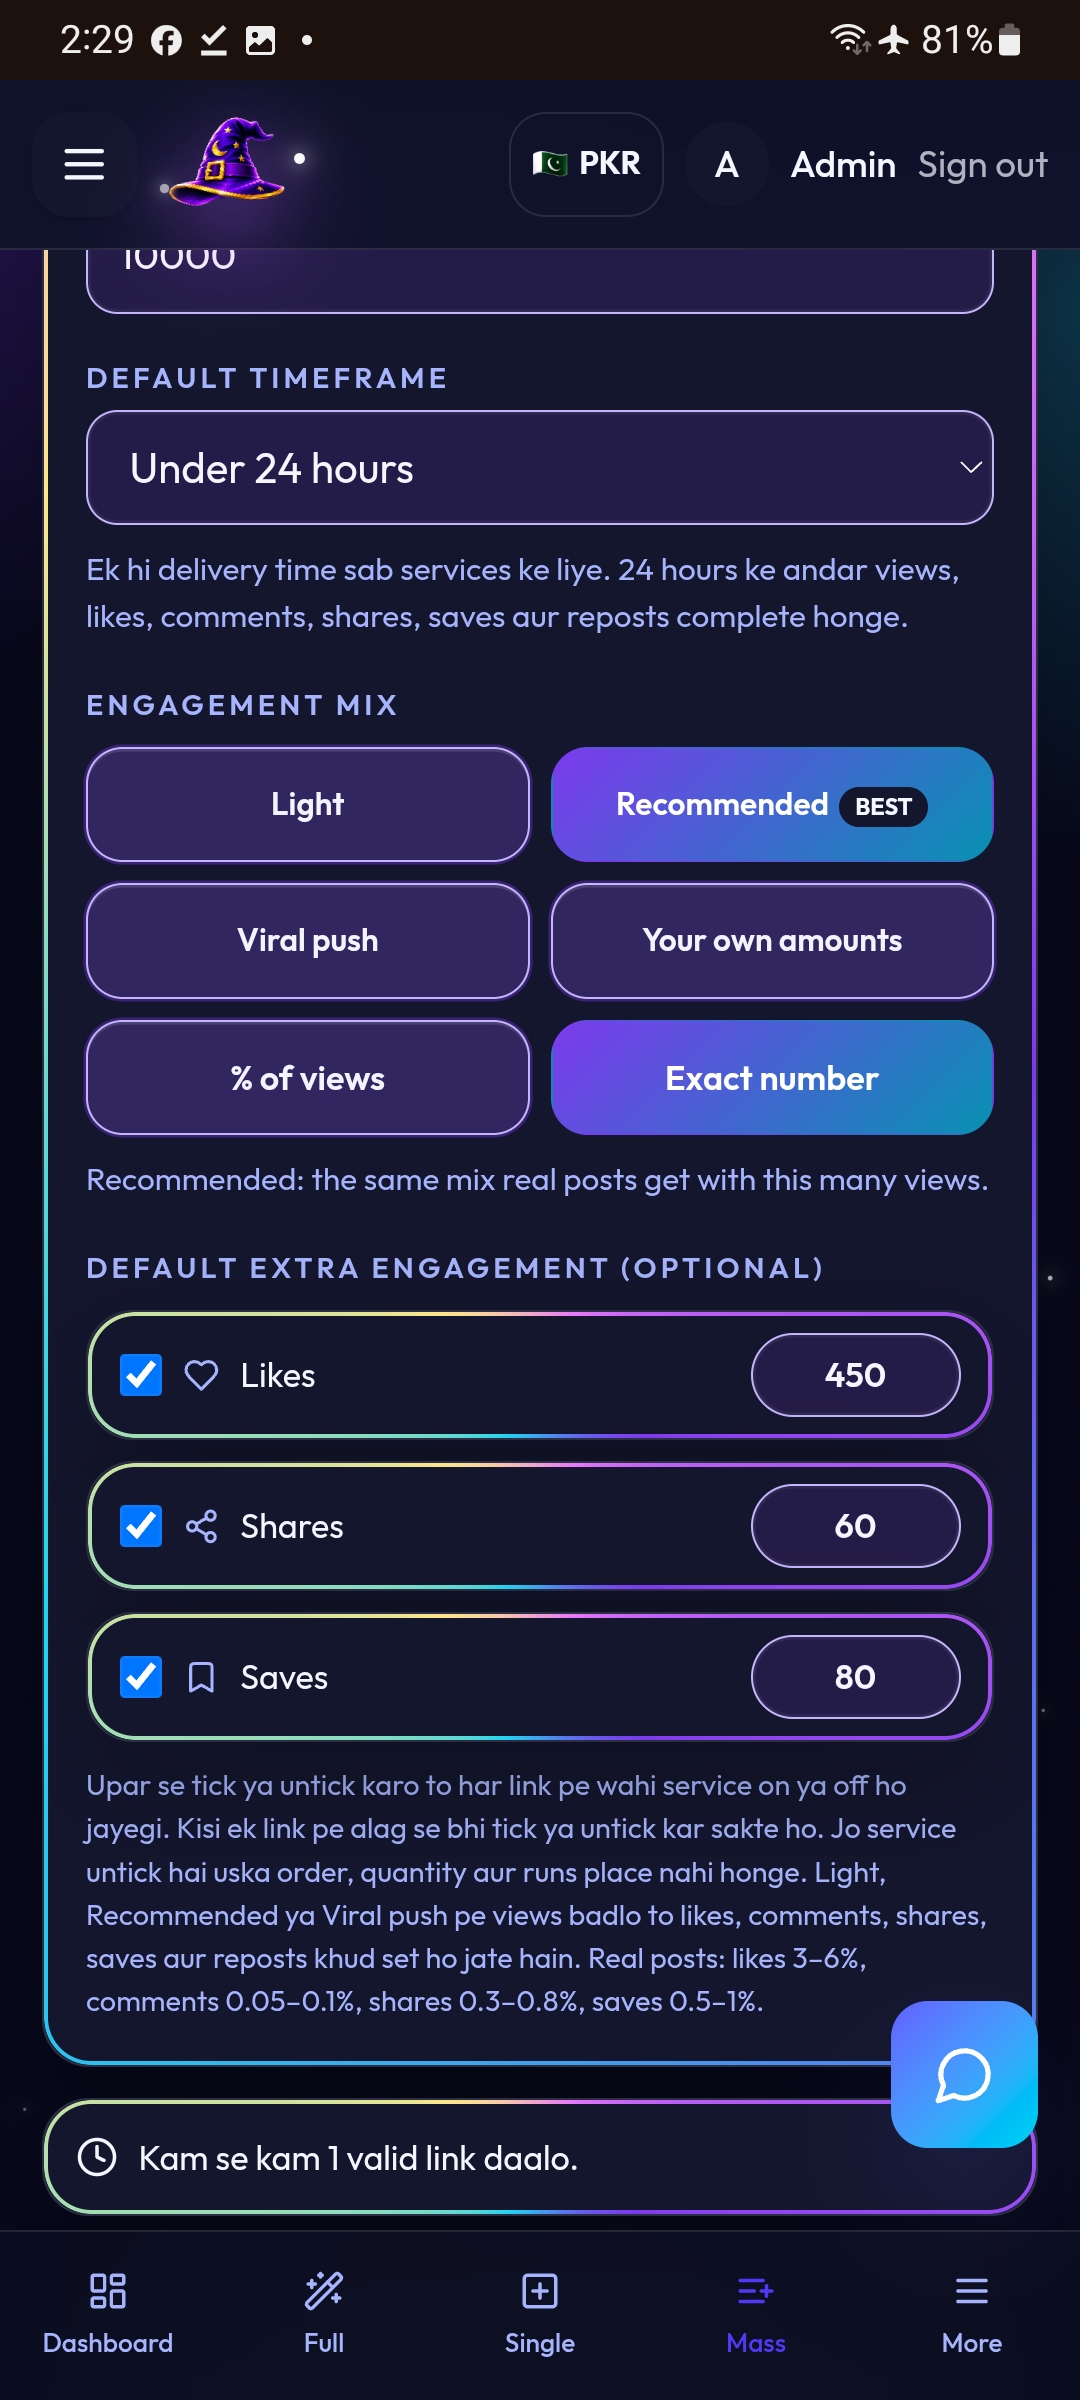 2:29
81%
PKR
A
Admin
Sign out
10000
DEFAULT TIMEFRAME
Under 24 hours
Ek hi delivery time sab services ke liye. 24 hours ke andar views,
likes, comments, shares, saves aur reposts complete honge.
ENGAGEMENT MIX
Light
Recommended BEST
Viral push
Your own amounts
% of views
Exact number
Recommended: the same mix real posts get with this many views.
DEFAULT EXTRA ENGAGEMENT (OPTIONAL)
Likes
450
Shares
60
Saves
80
Upar se tick ya untick karo to har link pe wahi service on ya off ho
jayegi. Kisi ek link pe alag se bhi tick ya untick kar sakte ho. Jo service
untick hai uska order, quantity aur runs place nahi honge. Light,
Recommended ya Viral push pe views badlo to likes, comments, shares,
saves aur reposts khud set ho jate hain. Real posts: likes 3–6%,
comments 0.05–0.1%, shares 0.3–0.8%, saves 0.5–1%.
Kam se kam 1 valid link daalo.
Dashboard
Full
Single
Mass
More